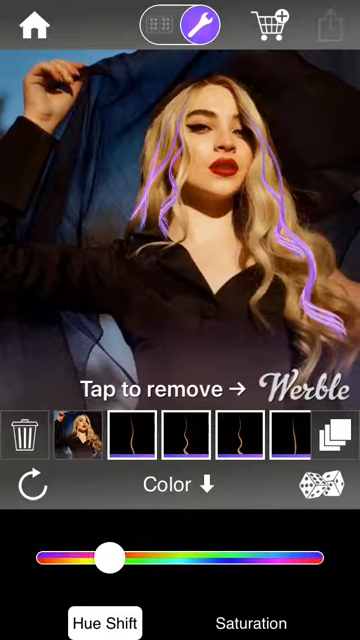 Tap to remove → Werble
Color ⬇
Hue Shift Saturation